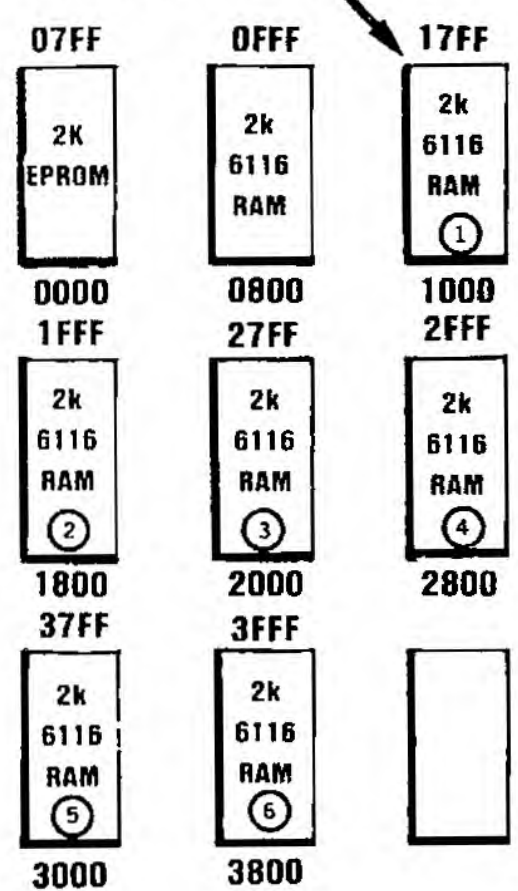 07FF 0FFF 17FF
2K 2k 2k
EPROM 6116 6116
RAM RAM
1
0000 0800 1000
1FFF 27FF 2FFF
2k 2k 2k
6116 6116 6116
RAM RAM RAM
2 3 4
1800 2000 2800
37FF 3FFF
2k 2k
6116 6116
RAM RAM
5 6
3000 3800